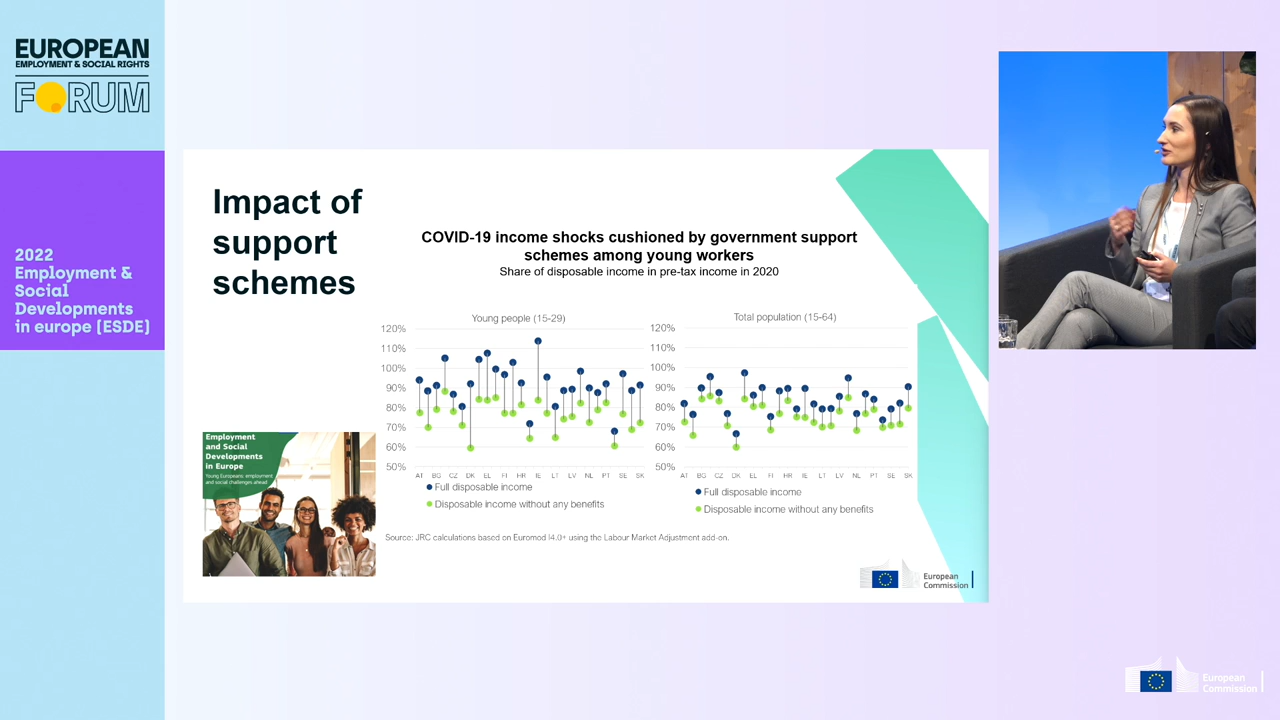 EUROPEAN
EMPLOYMENT & SOCIAL RIGHTS
FORUM
2022
Employment &
Social
Developments
in europe [ESDE]
Impact of
support
schemes
COVID-19 income shocks cushioned by government support
schemes among young workers
Share of disposable income in pre-tax income in 2020
Young people (15-29)
120%
110%
100%
90%
80%
70%
60%
50%
AT BG CZ DK EL FI HR IE LT LV NL PT SE SK
Full disposable income
Disposable income without any benefits
Total population (15-64)
120%
110%
100%
90%
80%
70%
60%
50%
AT BG CZ DK EL FI HR IE LT LV NL PT SE SK
Full disposable income
Disposable income without any benefits
Employment
and Social
Developments
in Europe
Young Europeans: employment
and social challenges ahead
Source: JRC calculations based on Euromod I4.0+ using the Labour Market Adjustment add-on.
European
Commission
European
Commission